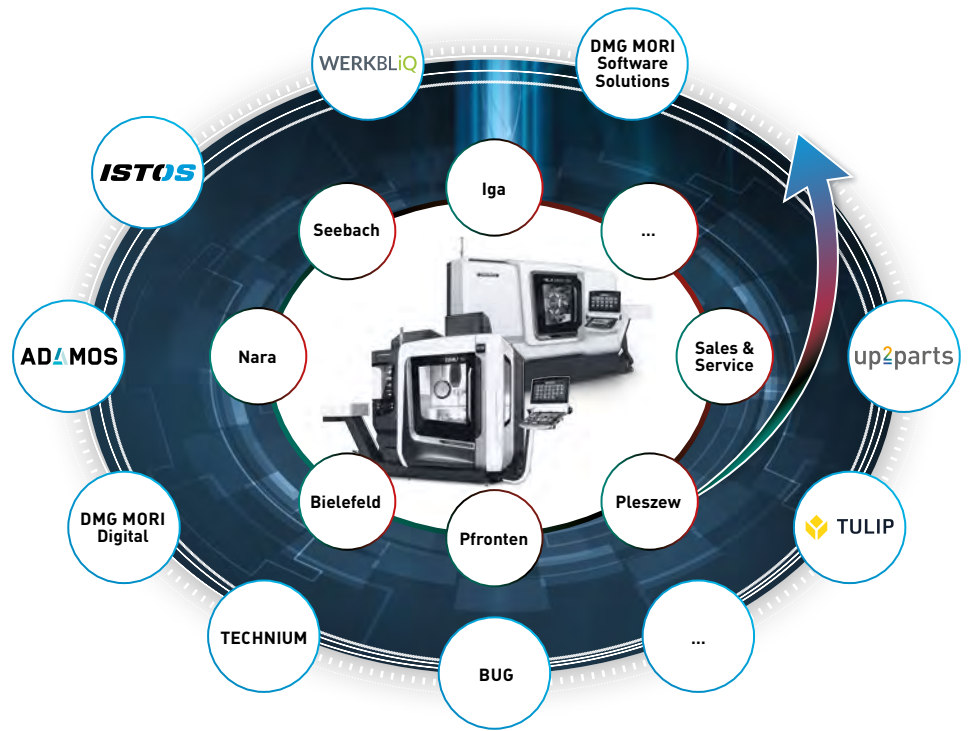 WERKBLiQ
DMG MORI
Software
Solutions
ISTOS
Iga
Seebach
...
ADAMOS
Nara
Sales &
Service
up2parts
Bielefeld
Pleszew
DMG MORI
Digital
Pfronten
TULIP
TECHNIUM
...
BUG